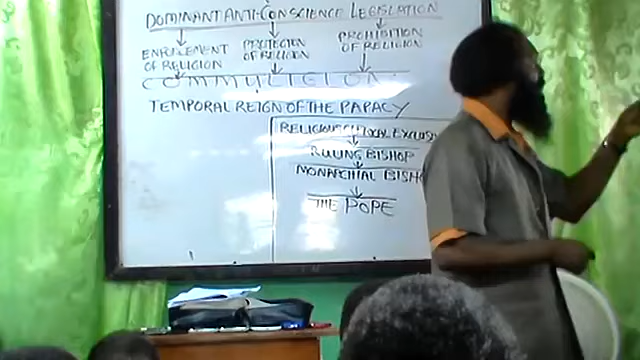 DOMINANT ANTI-CONSCIENCE LEGISLATION
ENFORCEMENT OF RELIGION
PROTECTION OF RELIGION
PROHIBITION OF RELIGION
TEMPORAL REIGN OF THE PAPACY
RULING BISHOP
MONARCHIAL BISH
THE POPE